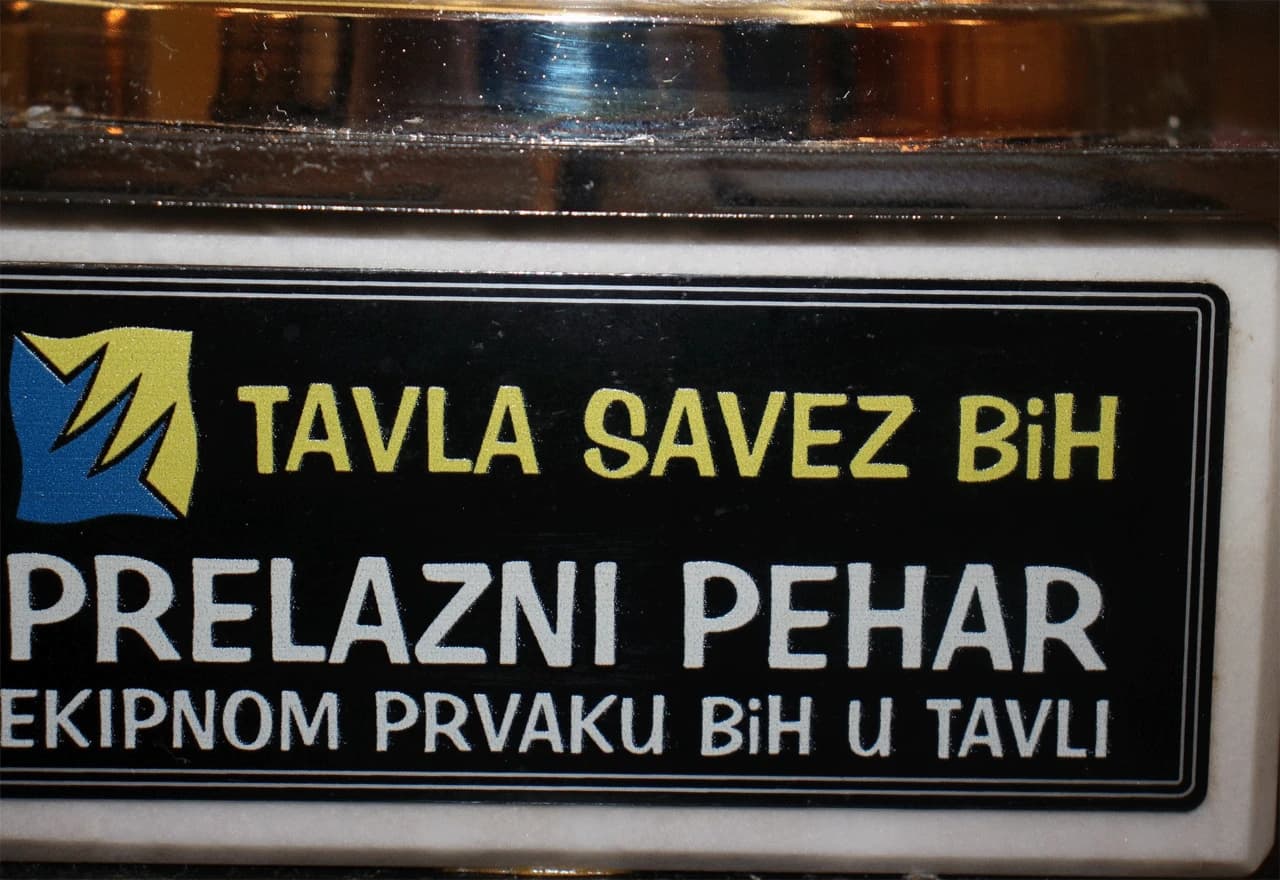 TAVLA SAVEZ BiH
PRELAZNI PEHAR
EKIPNOM PRVAKU BiH U TAVLI